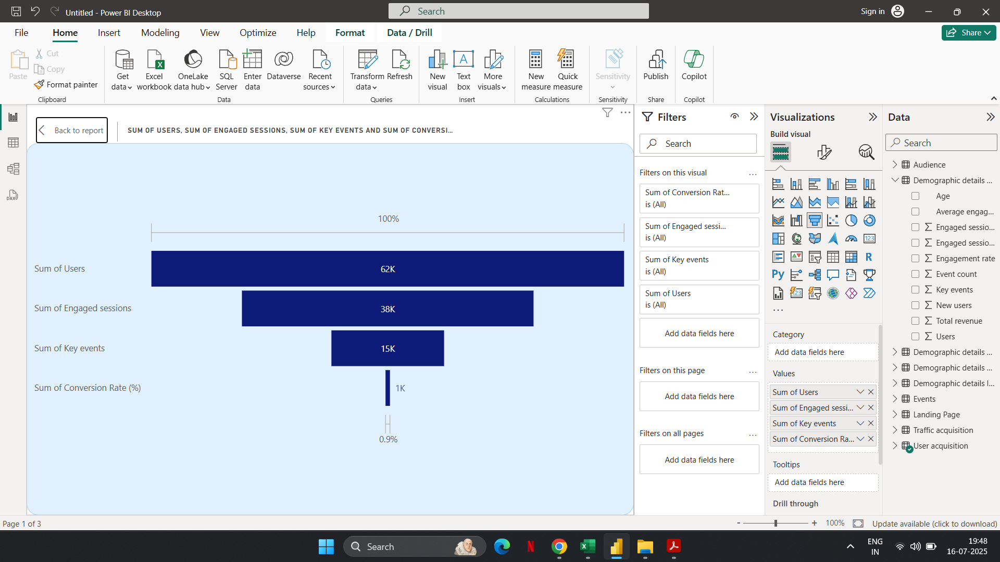 Untitled - Power BI Desktop
Search
Sign in
File
Home
Insert
Modeling
View
Optimize
Help
Format
Data / Drill
Share
Paste
Cut
Copy
Format painter
Clipboard
Get data
Excel workbook
OneLake data hub
SQL Server
Enter data
Dataverse
Recent sources
Data
Transform data
Refresh
Queries
New visual
Text box
More visuals
Insert
New measure
Quick measure
Calculations
Sensitivity
Sensitivity
Publish
Share
Copilot
Copilot
Back to report
SUM OF USERS, SUM OF ENGAGED SESSIONS, SUM OF KEY EVENTS AND SUM OF CONVERSI...
100%
Sum of Users
62K
Sum of Engaged sessions
38K
Sum of Key events
15K
Sum of Conversion Rate (%)
1K
0.9%
Filters
Search
Filters on this visual
...
Sum of Conversion Rat...
is (All)
Sum of Engaged sessi...
is (All)
Sum of Key events
is (All)
Sum of Users
is (All)
Add data fields here
Filters on this page
...
Add data fields here
Filters on all pages
...
Add data fields here
Visualizations
Build visual
123
R
Py
123
...
Category
Add data fields here
Values
Sum of Users
Sum of Engaged sessi...
Sum of Key events
Sum of Conversion Ra...
Tooltips
Add data fields here
Drill through
Data
Search
Audience
Demographic details ...
Age
Average engag...
Engaged sessio...
Engaged sessio...
Engagement rate
Event count
Key events
New users
Total revenue
Users
Demographic details ...
Demographic details ...
Demographic details l...
Events
Landing Page
Traffic acquisition
User acquisition
DAX
A
Page 1 of 3
- + 100%
Update available (click to download)
Search
ENG
IN
19:48
16-07-2025